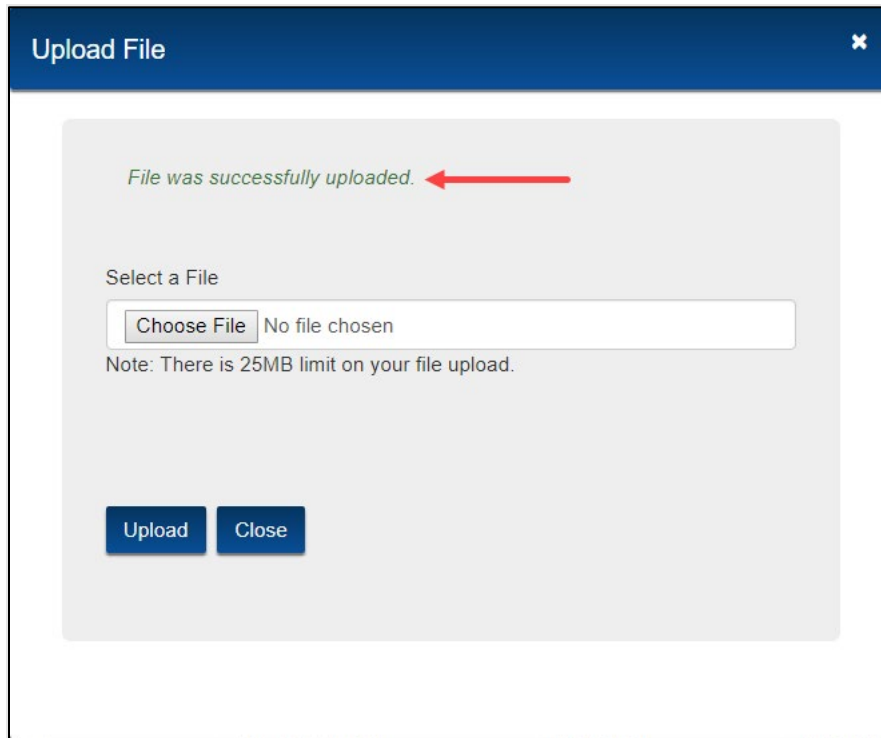 Upload File
File was successfully uploaded.
Select a File
Choose File No file chosen
Note: There is 25MB limit on your file upload.
Upload Close